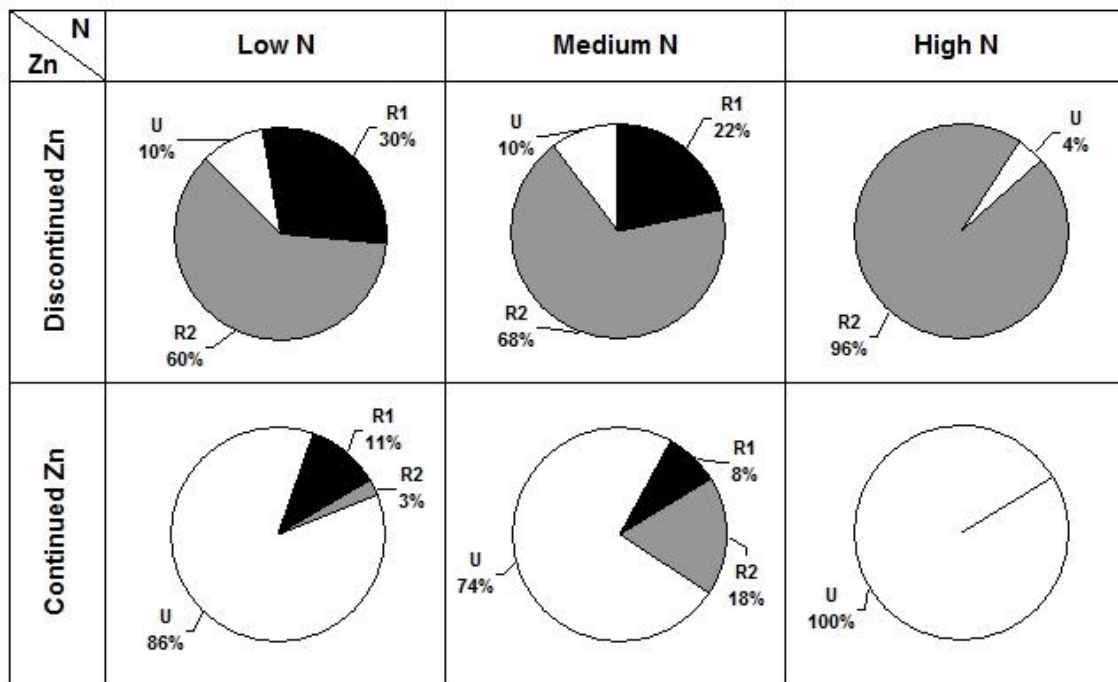 N
Zn
Low N
Medium N
High N
Discontinued Zn
U
10%
R1
30%
R2
60%
U
10%
R1
22%
R2
68%
U
4%
R2
96%
Continued Zn
R1
11%
R2
3%
U
86%
R1
8%
R2
18%
U
74%
U
100%